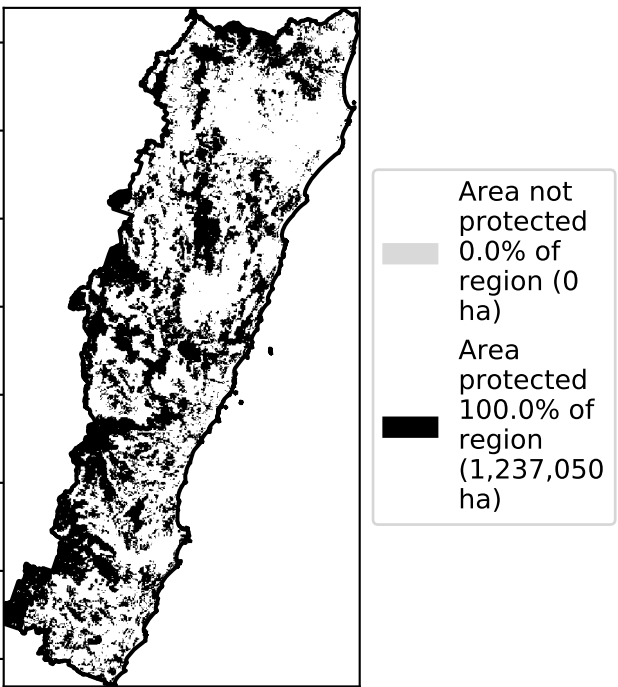 Area not
protected
0.0% of
region (0
ha)
Area
protected
100.0% of
region
(1,237,050
ha)